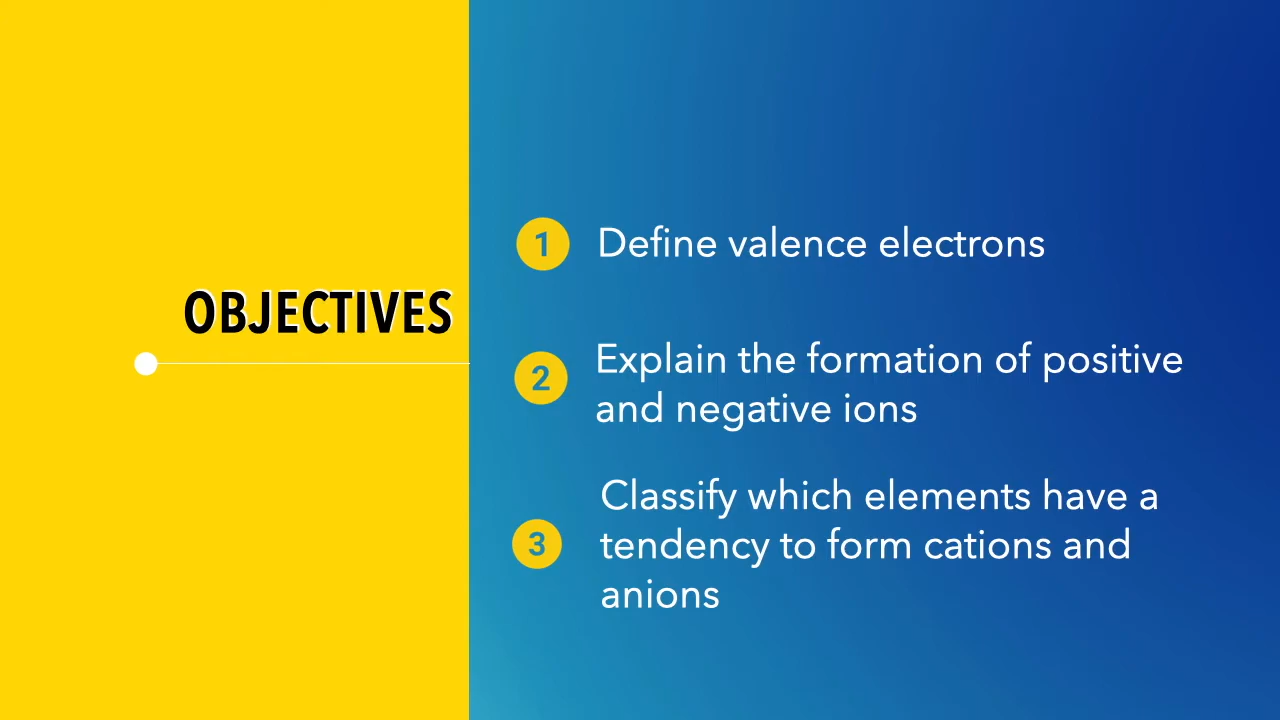 OBJECTIVES
1 Define valence electrons
2 Explain the formation of positive
and negative ions
3 Classify which elements have a
tendency to form cations and
anions